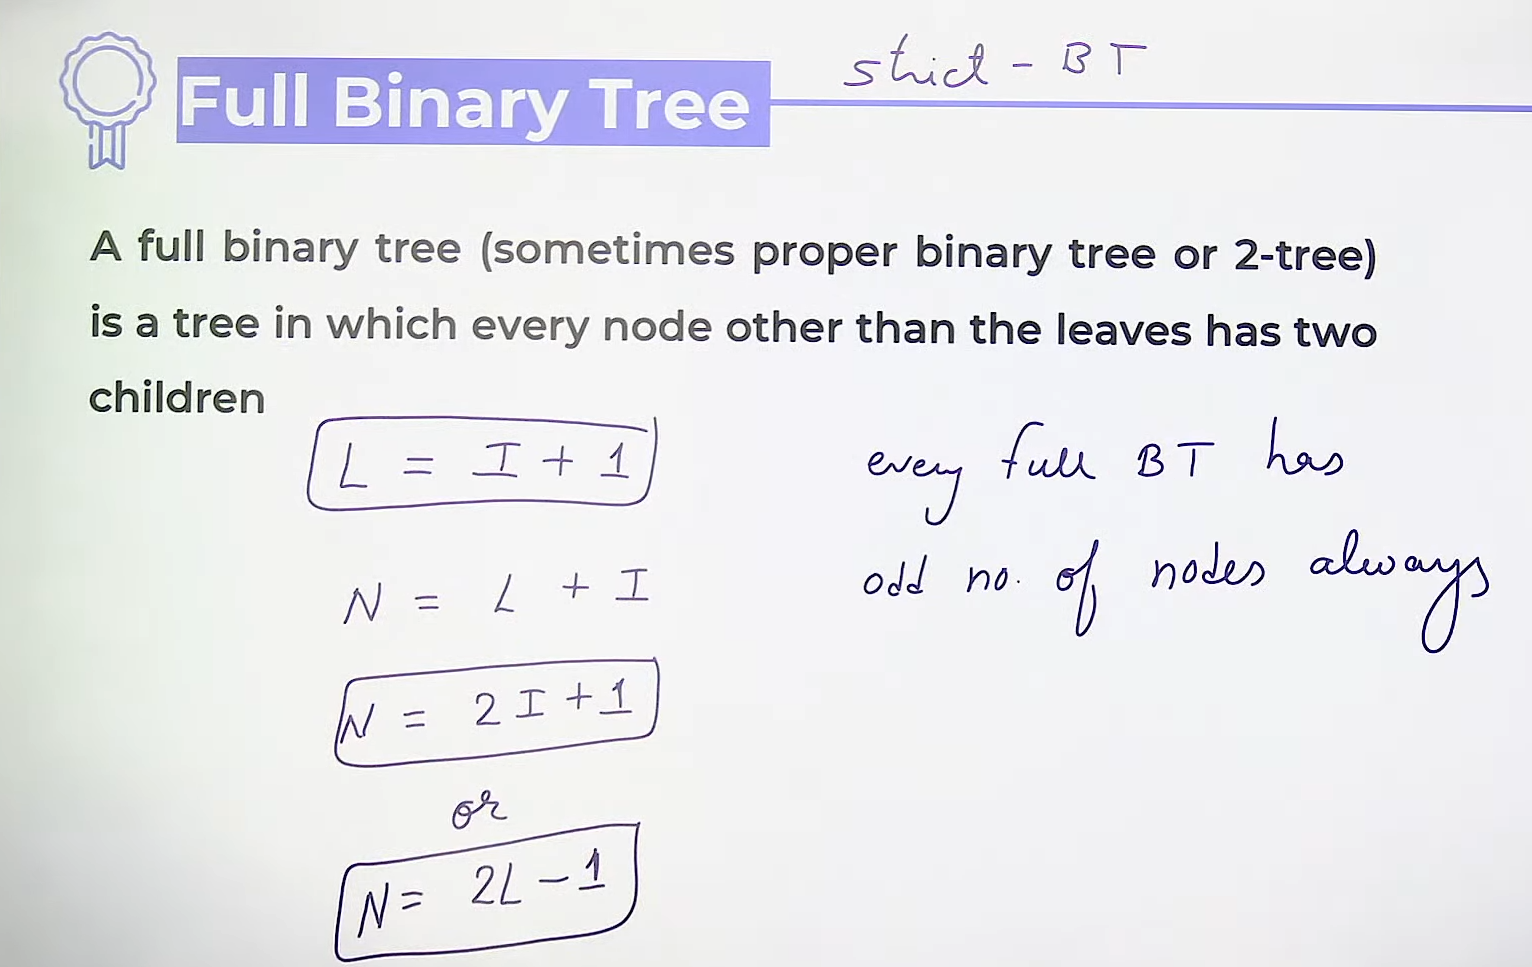 strict - BT
Full Binary Tree
A full binary tree (sometimes proper binary tree or 2-tree)
is a tree in which every node other than the leaves has two
children
L = I + 1
N = L + I
N = 2I + 1
or
N = 2L - 1
every full BT has
odd no. of nodes always